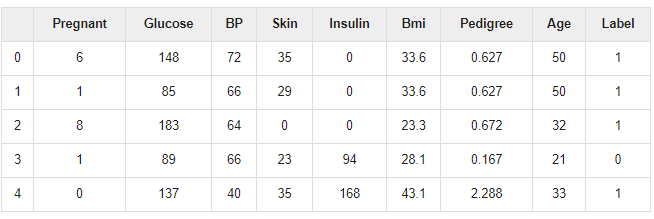 Pregnant Glucose BP Skin Insulin Bmi Pedigree Age Label
0 6 148 72 35 0 33.6 0.627 50 1
1 1 85 66 29 0 33.6 0.627 50 1
2 8 183 64 0 0 23.3 0.672 32 1
3 1 89 66 23 94 28.1 0.167 21 0
4 0 137 40 35 168 43.1 2.288 33 1